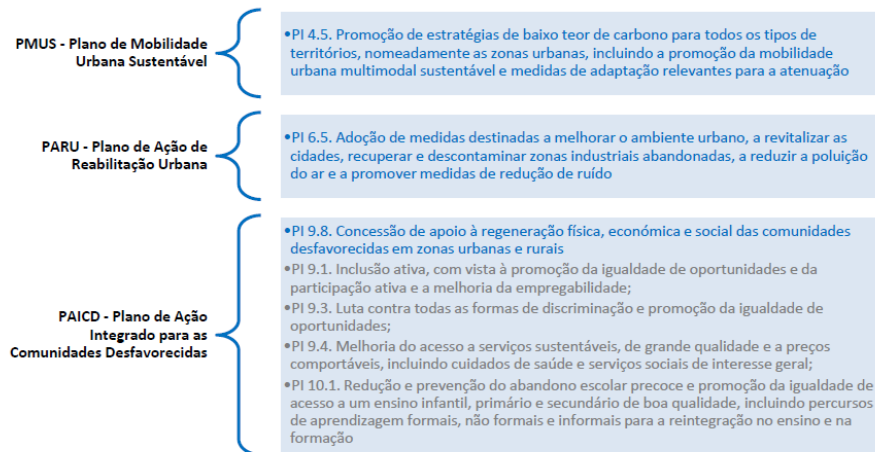 PMUS - Plano de Mobilidade
Urbana Sustentável
•PI 4.5. Promoção de estratégias de baixo teor de carbono para todos os tipos de
territórios, nomeadamente as zonas urbanas, incluindo a promoção da mobilidade
urbana multimodal sustentável e medidas de adaptação relevantes para a atenuação
PARU - Plano de Ação de
Reabilitação Urbana
•PI 6.5. Adoção de medidas destinadas a melhorar o ambiente urbano, a revitalizar as
cidades, recuperar e descontaminar zonas industriais abandonadas, a reduzir a poluição
do ar e a promover medidas de redução de ruído
PAICD - Plano de Ação
Integrado para as
Comunidades Desfavorecidas
•PI 9.8. Concessão de apoio à regeneração física, económica e social das comunidades
desfavorecidas em zonas urbanas e rurais
•PI 9.1. Inclusão ativa, com vista à promoção da igualdade de oportunidades e da
participação ativa e a melhoria da empregabilidade;
•PI 9.3. Luta contra todas as formas de discriminação e promoção da igualdade de
oportunidades;
•PI 9.4. Melhoria do acesso a serviços sustentáveis, de grande qualidade e a preços
comportáveis, incluindo cuidados de saúde e serviços sociais de interesse geral;
•PI 10.1. Redução e prevenção do abandono escolar precoce e promoção da igualdade de
acesso a um ensino infantil, primário e secundário de boa qualidade, incluindo percursos
de aprendizagem formais, não formais e informais para a reintegração no ensino e na
formação